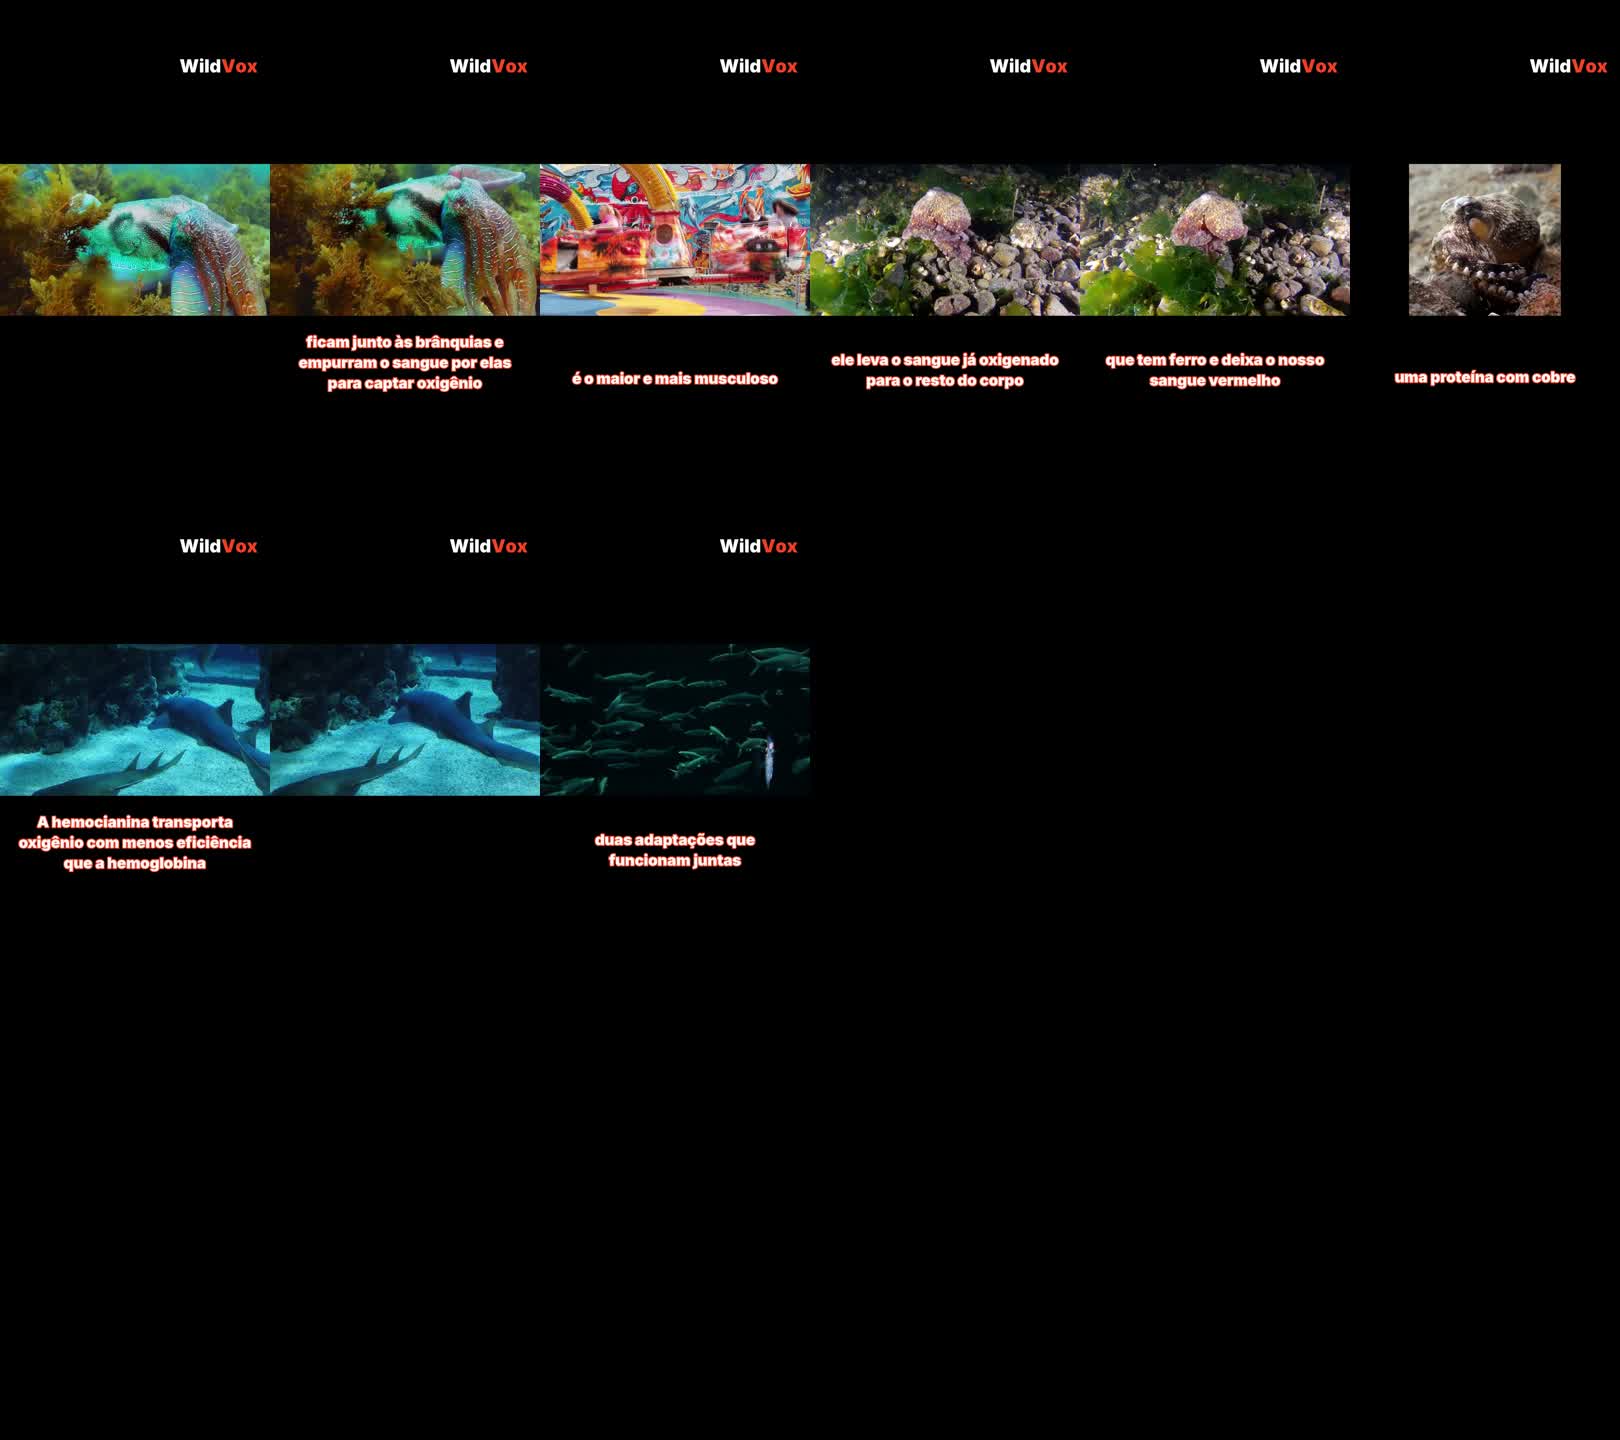 WildVox
WildVox
WildVox
WildVox
WildVox
WildVox
ficam junto às brânquias e
empurram o sangue por elas
para captar oxigênio
é o maior e mais musculoso
ele leva o sangue já oxigenado
para o resto do corpo
que tem ferro e deixa o nosso
sangue vermelho
uma proteína com cobre
WildVox
WildVox
WildVox
A hemocianina transporta
oxigênio com menos eficiência
que a hemoglobina
duas adaptações que
funcionam juntas